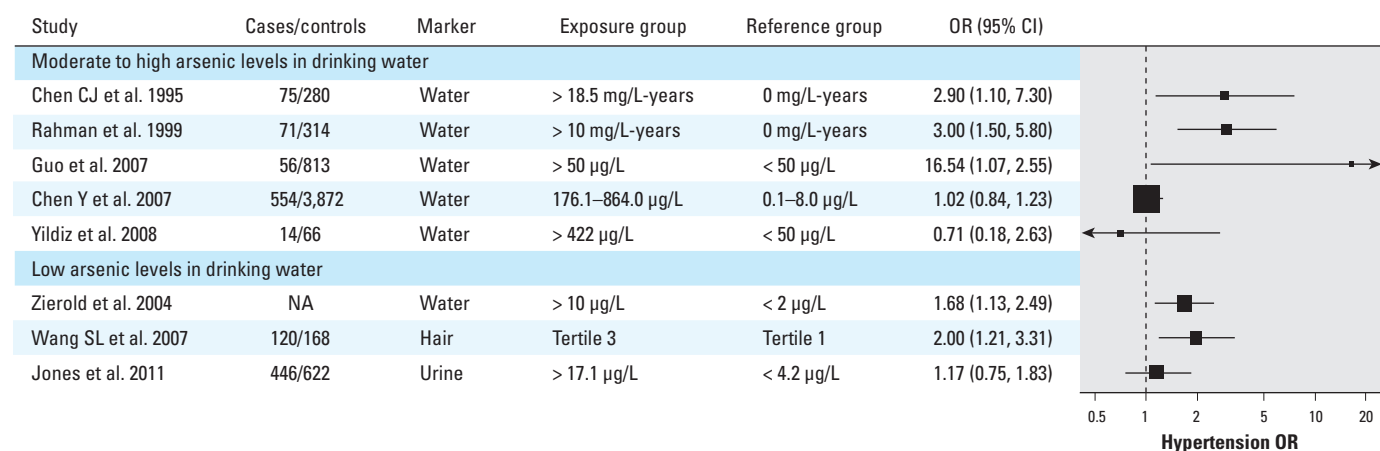 Study Cases/controls Marker Exposure group Reference group OR (95% CI)
Moderate to high arsenic levels in drinking water
Chen CJ et al. 1995 75/280 Water > 18.5 mg/L-years 0 mg/L-years 2.90 (1.10, 7.30)
Rahman et al. 1999 71/314 Water > 10 mg/L-years 0 mg/L-years 3.00 (1.50, 5.80)
Guo et al. 2007 56/813 Water > 50 µg/L < 50 µg/L 16.54 (1.07, 2.55)
Chen Y et al. 2007 554/3,872 Water 176.1–864.0 µg/L 0.1–8.0 µg/L 1.02 (0.84, 1.23)
Yildiz et al. 2008 14/66 Water > 422 µg/L < 50 µg/L 0.71 (0.18, 2.63)
Low arsenic levels in drinking water
Zierold et al. 2004 NA Water > 10 µg/L < 2 µg/L 1.68 (1.13, 2.49)
Wang SL et al. 2007 120/168 Hair Tertile 3 Tertile 1 2.00 (1.21, 3.31)
Jones et al. 2011 446/622 Urine > 17.1 µg/L < 4.2 µg/L 1.17 (0.75, 1.83)
0.5 1 2 5 10 20
Hypertension OR